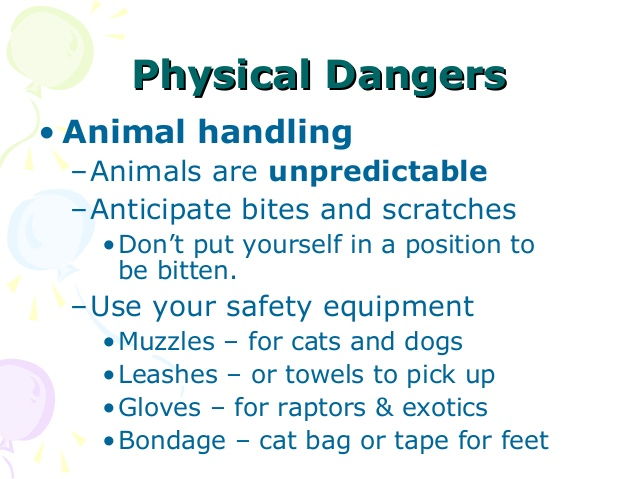 Physical Dangers
• Animal handling
–Animals are unpredictable
–Anticipate bites and scratches
•Don’t put yourself in a position to
be bitten.
–Use your safety equipment
•Muzzles – for cats and dogs
•Leashes – or towels to pick up
•Gloves – for raptors & exotics
•Bondage – cat bag or tape for feet